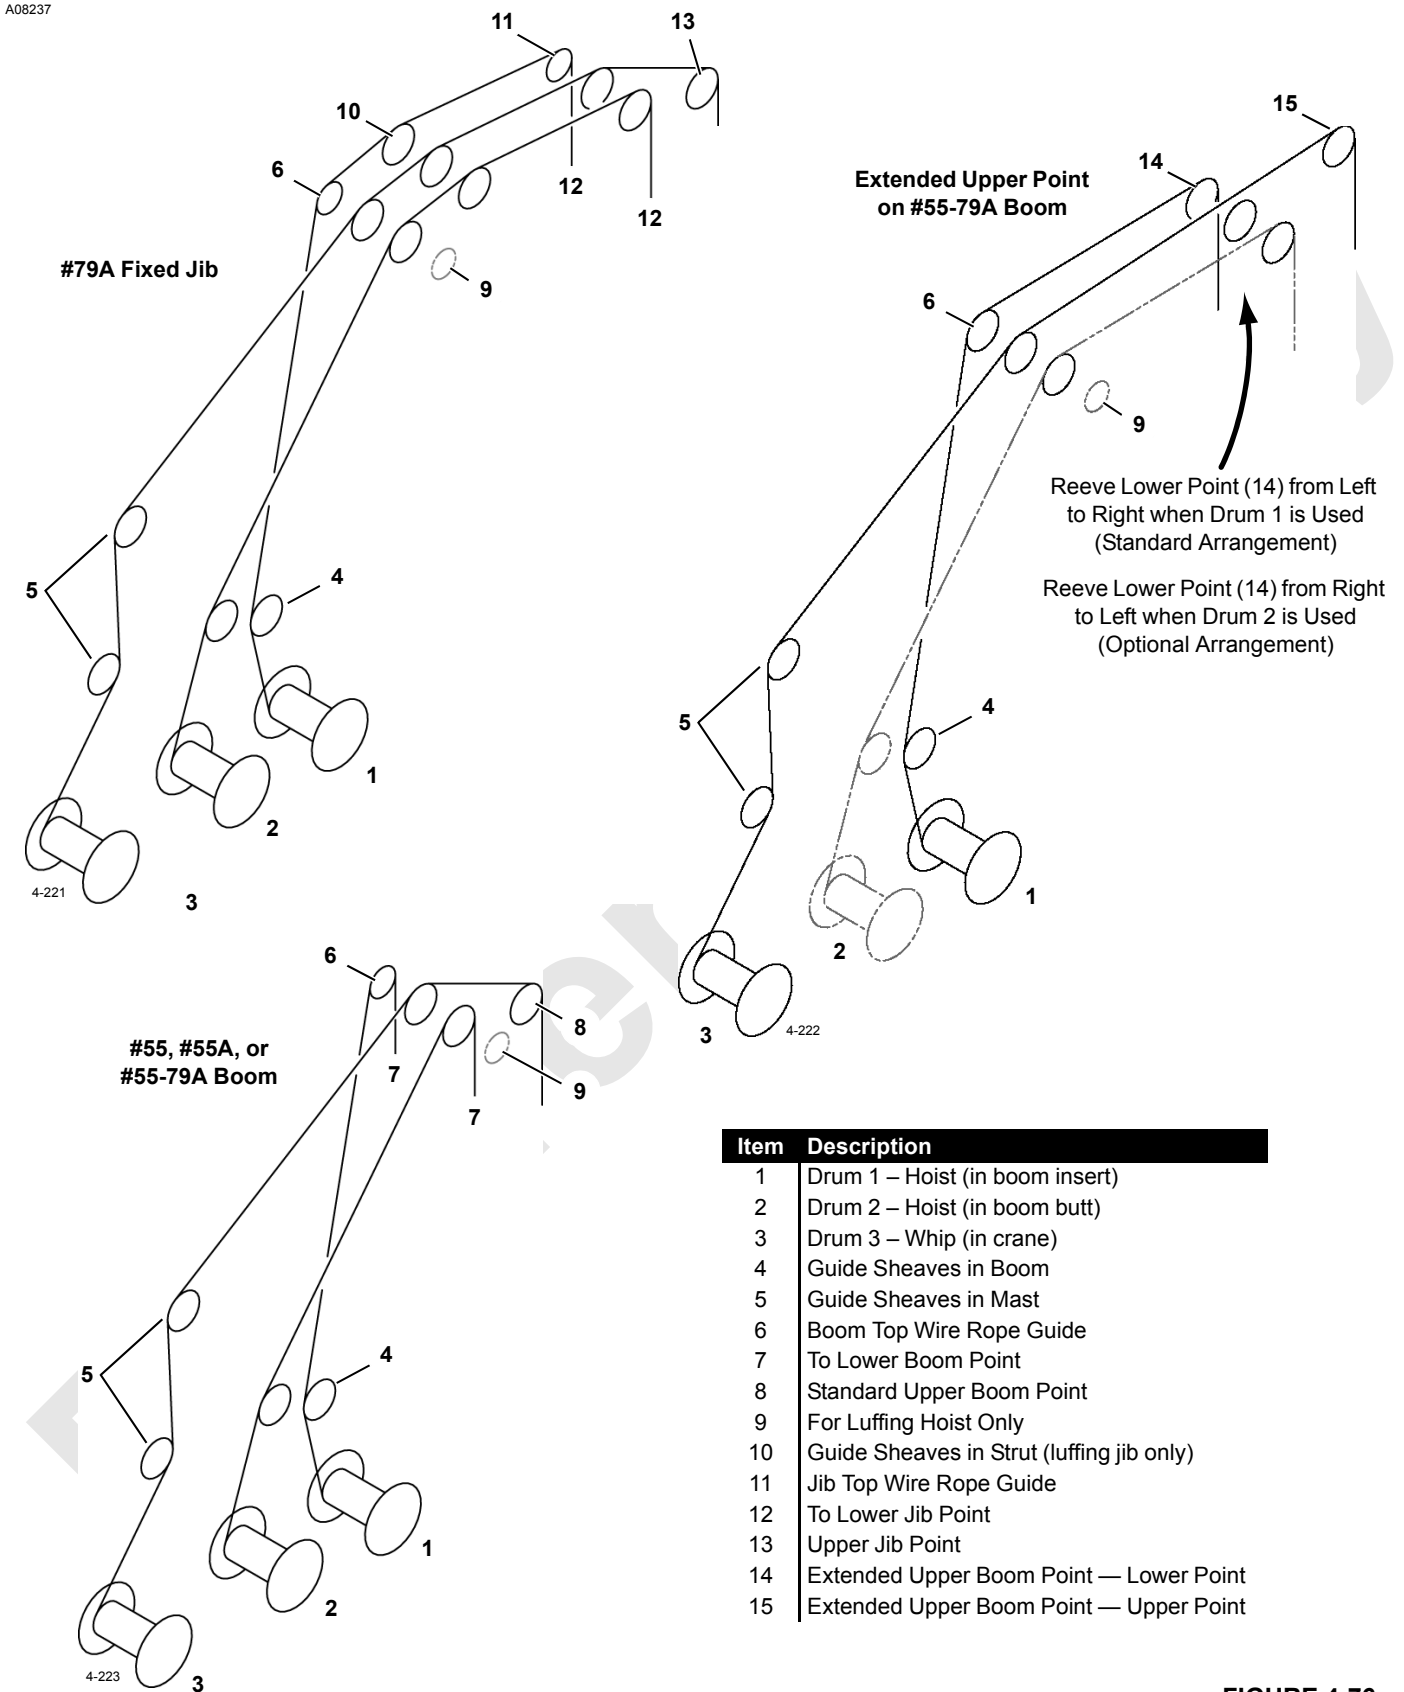 A08237
11
13
10
6
12
12
#79A Fixed Jib
9
5
4
1
2
4-221
3
15
14
Extended Upper Point
on #55-79A Boom
6
9
Reeve Lower Point (14) from Left
to Right when Drum 1 is Used
(Standard Arrangement)
Reeve Lower Point (14) from Right
to Left when Drum 2 is Used
(Optional Arrangement)
5
4
1
2
3
4-222
6
8
#55, #55A, or
#55-79A Boom
7
9
7
5
4
1
2
4-223
3
Item Description
1 Drum 1 – Hoist (in boom insert)
2 Drum 2 – Hoist (in boom butt)
3 Drum 3 – Whip (in crane)
4 Guide Sheaves in Boom
5 Guide Sheaves in Mast
6 Boom Top Wire Rope Guide
7 To Lower Boom Point
8 Standard Upper Boom Point
9 For Luffing Hoist Only
10 Guide Sheaves in Strut (luffing jib only)
11 Jib Top Wire Rope Guide
12 To Lower Jib Point
13 Upper Jib Point
14 Extended Upper Boom Point — Lower Point
15 Extended Upper Boom Point — Upper Point